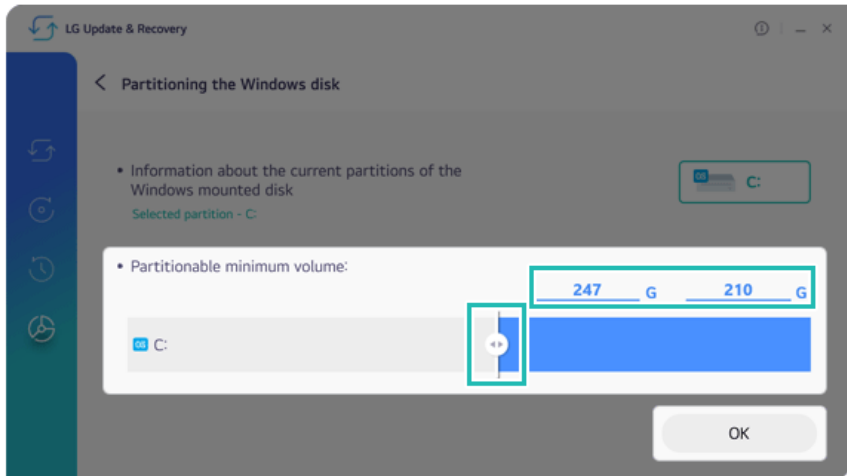 LG Update & Recovery
Partitioning the Windows disk
• Information about the current partitions of the
Windows mounted disk
Selected partition - C:
OS C:
• Partitionable minimum volume:
247 G 210 G
OS C:
OK